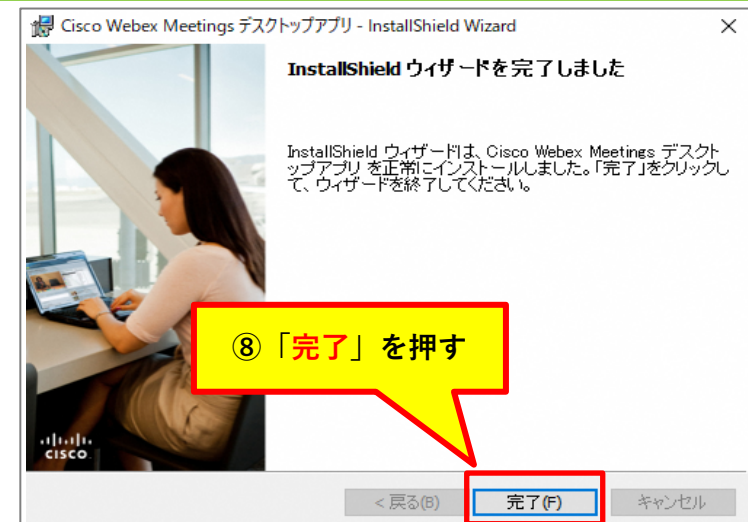 Cisco Webex Meetings デスクトップアプリ - InstallShield Wizard
InstallShield ウィザードを完了しました
InstallShield ウィザードは、Cisco Webex Meetings デスクト
ップアプリ を正常にインストールしました。「完了」をクリックし
て、ウィザードを終了してください。
⑧「完了」を押す
CISCO
< 戻る(B)
完了(F)
キャンセル